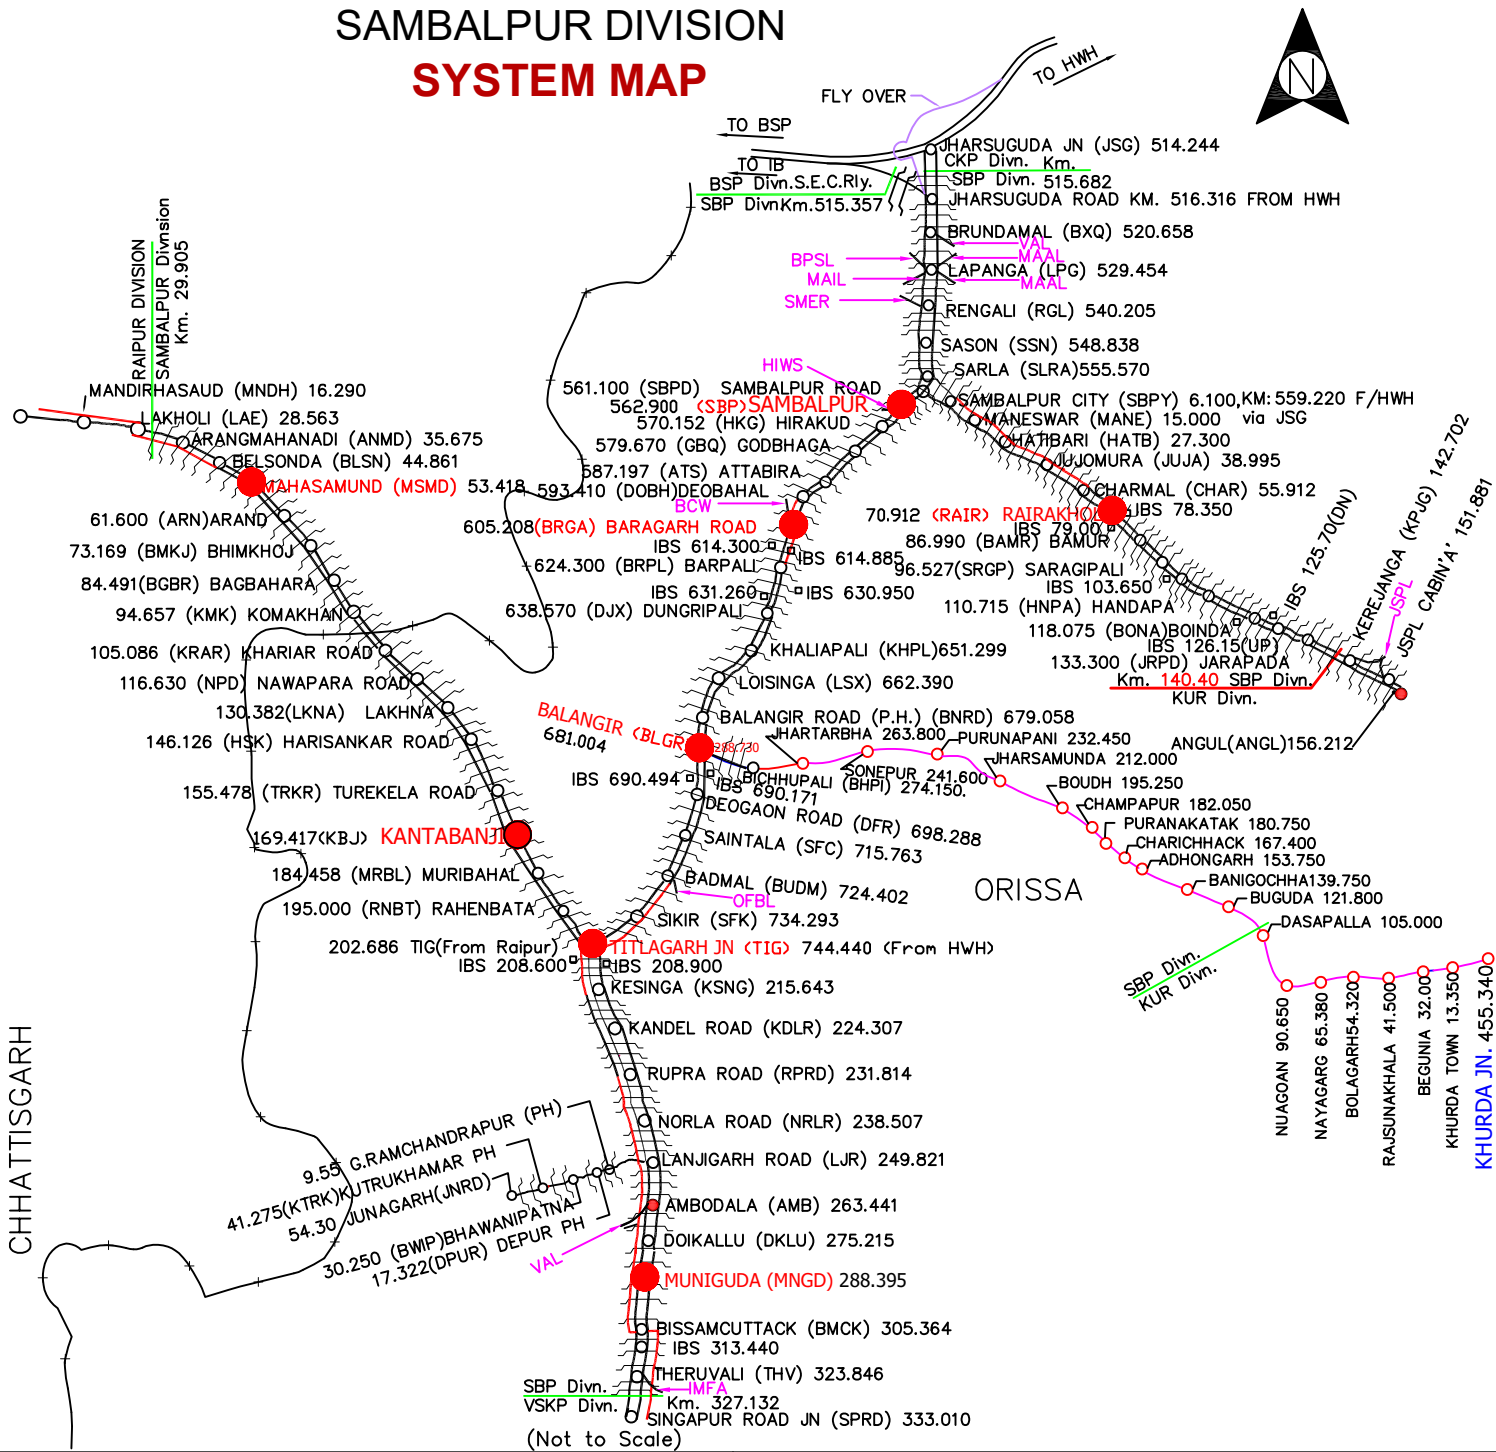 SAMBALPUR DIVISION
SYSTEM MAP
N
TO HWH
FLY OVER
TO BSP
TO IB
BSP Divn.S.E.C.Rly.
SBP Divn.Km.515.357
JHARSUGUDA JN (JSG) 514.244
CKP Divn. Km.
SBP Divn. 515.682
JHARSUGUDA ROAD KM. 516.316 FROM HWH
BRUNDAMAL (BXQ) 520.658
VAL
MAAL
BPSL
LAPANGA (LPG) 529.454
MAIL
MAAL
SMER
RENGALI (RGL) 540.205
SASON (SSN) 548.838
HIWS
SARLA (SLRA)555.570
RAIPUR DIVISION
SAMBALPUR Divnsion
Km. 29.905
MANDIRHASAUD (MNDH) 16.290
LAKHOLI (LAE) 28.563
ARANGMAHANADI (ANMD) 35.675
BELSONDA (BLSN) 44.861
MAHASAMUND (MSMD) 53.418
61.600 (ARN)ARAND
73.169 (BMKJ) BHIMKHOJ
84.491(BGBR) BAGBAHARA
94.657 (KMK) KOMAKHAN
105.086 (KRAR) KHARIAR ROAD
116.630 (NPD) NAWAPARA ROAD
130.382(LKNA) LAKHNA
146.126 (HSK) HARISANKAR ROAD
155.478 (TRKR) TUREKELA ROAD
169.417(KBJ) KANTABANJI
184.458 (MRBL) MURIBAHAL
195.000 (RNBT) RAHENBATA
202.686 TIG(From Raipur)
561.100 (SBPD) SAMBALPUR ROAD
562.900 (SBP) SAMBALPUR
570.152 (HKG) HIRAKUD
579.670 (GBQ) GODBHAGA
587.197 (ATS) ATTABIRA
593.410 (DOBH)DEOBAHAL
BCW
605.208(BRGA) BARAGARH ROAD
IBS 614.300
IBS 614.885
624.300 (BRPL) BARPALI
IBS 631.260
IBS 630.950
638.570 (DJX) DUNGRIPALI
KHALIAPALI (KHPL)651.299
LOISINGA (LSX) 662.390
BALANGIR ROAD (P.H.) (BNRD) 679.058
BALANGIR (BLGR)
681.004
288.730
IBS 690.494
IBS 690.171
DEOGAON ROAD (DFR) 698.288
SAINTALA (SFC) 715.763
BADMAL (BUDM) 724.402
OFBL
SIKIR (SFK) 734.293
TITLAGARH JN (TIG) 744.440 (From HWH)
SAMBALPUR CITY (SBPY) 6.100,KM:559.220 F/HWH
via JSG
MANESWAR (MANE) 15.000
HATIBARI (HATB) 27.300
JUJOMURA (JUJA) 38.995
CHARMAL (CHAR) 55.912
IBS 78.350
70.912 (RAIR) RAIRAKHOL
IBS 79.00
86.990 (BAMR) BAMUR
96.527(SRGP) SARAGIPALI
IBS 103.650
110.715 (HNPA) HANDAPA
118.075 (BONA)BOINDA
IBS 125.70(DN)
IBS 126.15(UP)
133.300 (JRPD) JARAPADA
Km. 140.40 SBP Divn.
KUR Divn.
KEREJANGA (KPJG) 142.702
JSPL
JSPL CABIN'A' 151.881
ANGUL(ANGL)156.212
BICHHUPALI (BHPI) 274.150.
JHARTARBHA 263.800
SONEPUR 241.600
PURUNAPANI 232.450
JHARSAMUNDA 212.000
BOUDH 195.250
CHAMPAPUR 182.050
PURANAKATAK 180.750
CHARICHHACK 167.400
ADHONGARH 153.750
BANIGOCHHA139.750
BUGUDA 121.800
DASAPALLA 105.000
SBP Divn.
KUR Divn.
NUAGOAN 90.650
NAYAGARG 65.380
BOLAGARH54.320
RAJSUNAKHALA 41.500
BEGUNIA 32.00
KHURDA TOWN 13.350
KHURDA JN. 455.340
ORISSA
CHHATTISGARH
IBS 208.600
IBS 208.900
KESINGA (KSNG) 215.643
KANDEL ROAD (KDLR) 224.307
RUPRA ROAD (RPRD) 231.814
NORLA ROAD (NRLR) 238.507
LANJIGARH ROAD (LJR) 249.821
9.55 G.RAMCHANDRAPUR (PH)
41.275(KTRK)KUTRUKHAMAR PH
54.30 JUNAGARH(JNRD)
30.250 (BWIP)BHAWANIPATNA
17.322(DPUR) DEPUR PH
AMBODALA (AMB) 263.441
VAL
DOIKALLU (DKLU) 275.215
MUNIGUDA (MNGD) 288.395
BISSAMCUTTACK (BMCK) 305.364
IBS 313.440
THERUVALI (THV) 323.846
IMFA
SBP Divn.
VSKP Divn.
Km. 327.132
SINGAPUR ROAD JN (SPRD) 333.010
(Not to Scale)